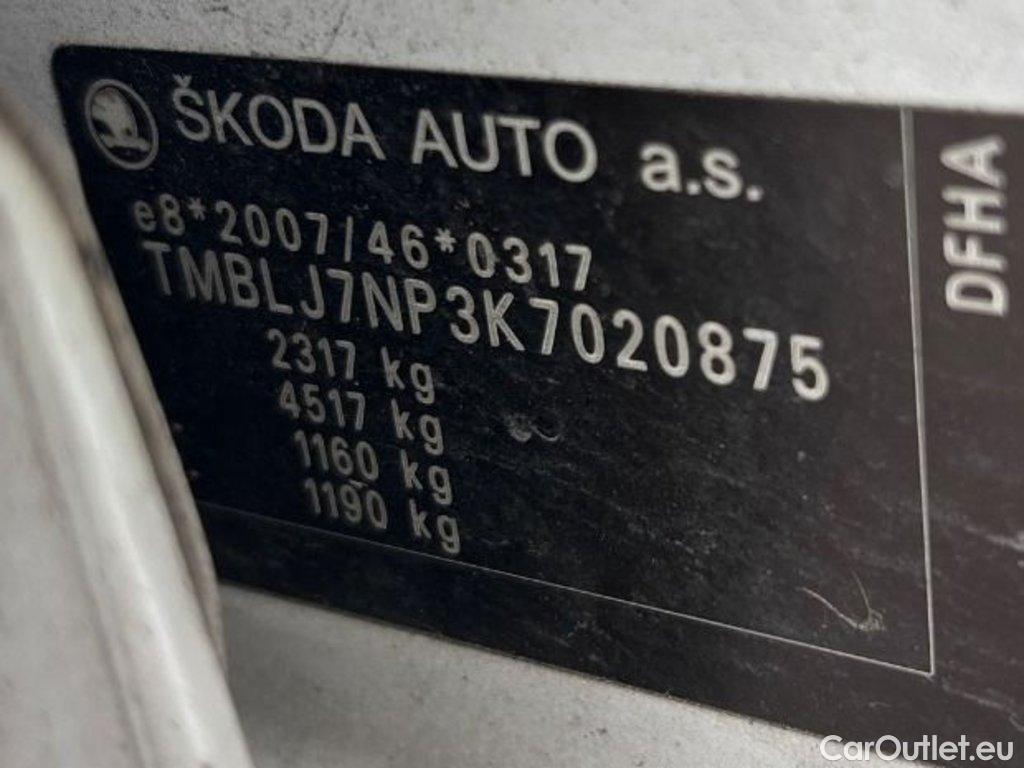 ŠKODA AUTO a.s.
e8*2007/46*0317
TMBLJ7NP3K7020875
2317 kg
4517 kg
1160 kg
1190 kg
DFHA
CarOutlet.eu